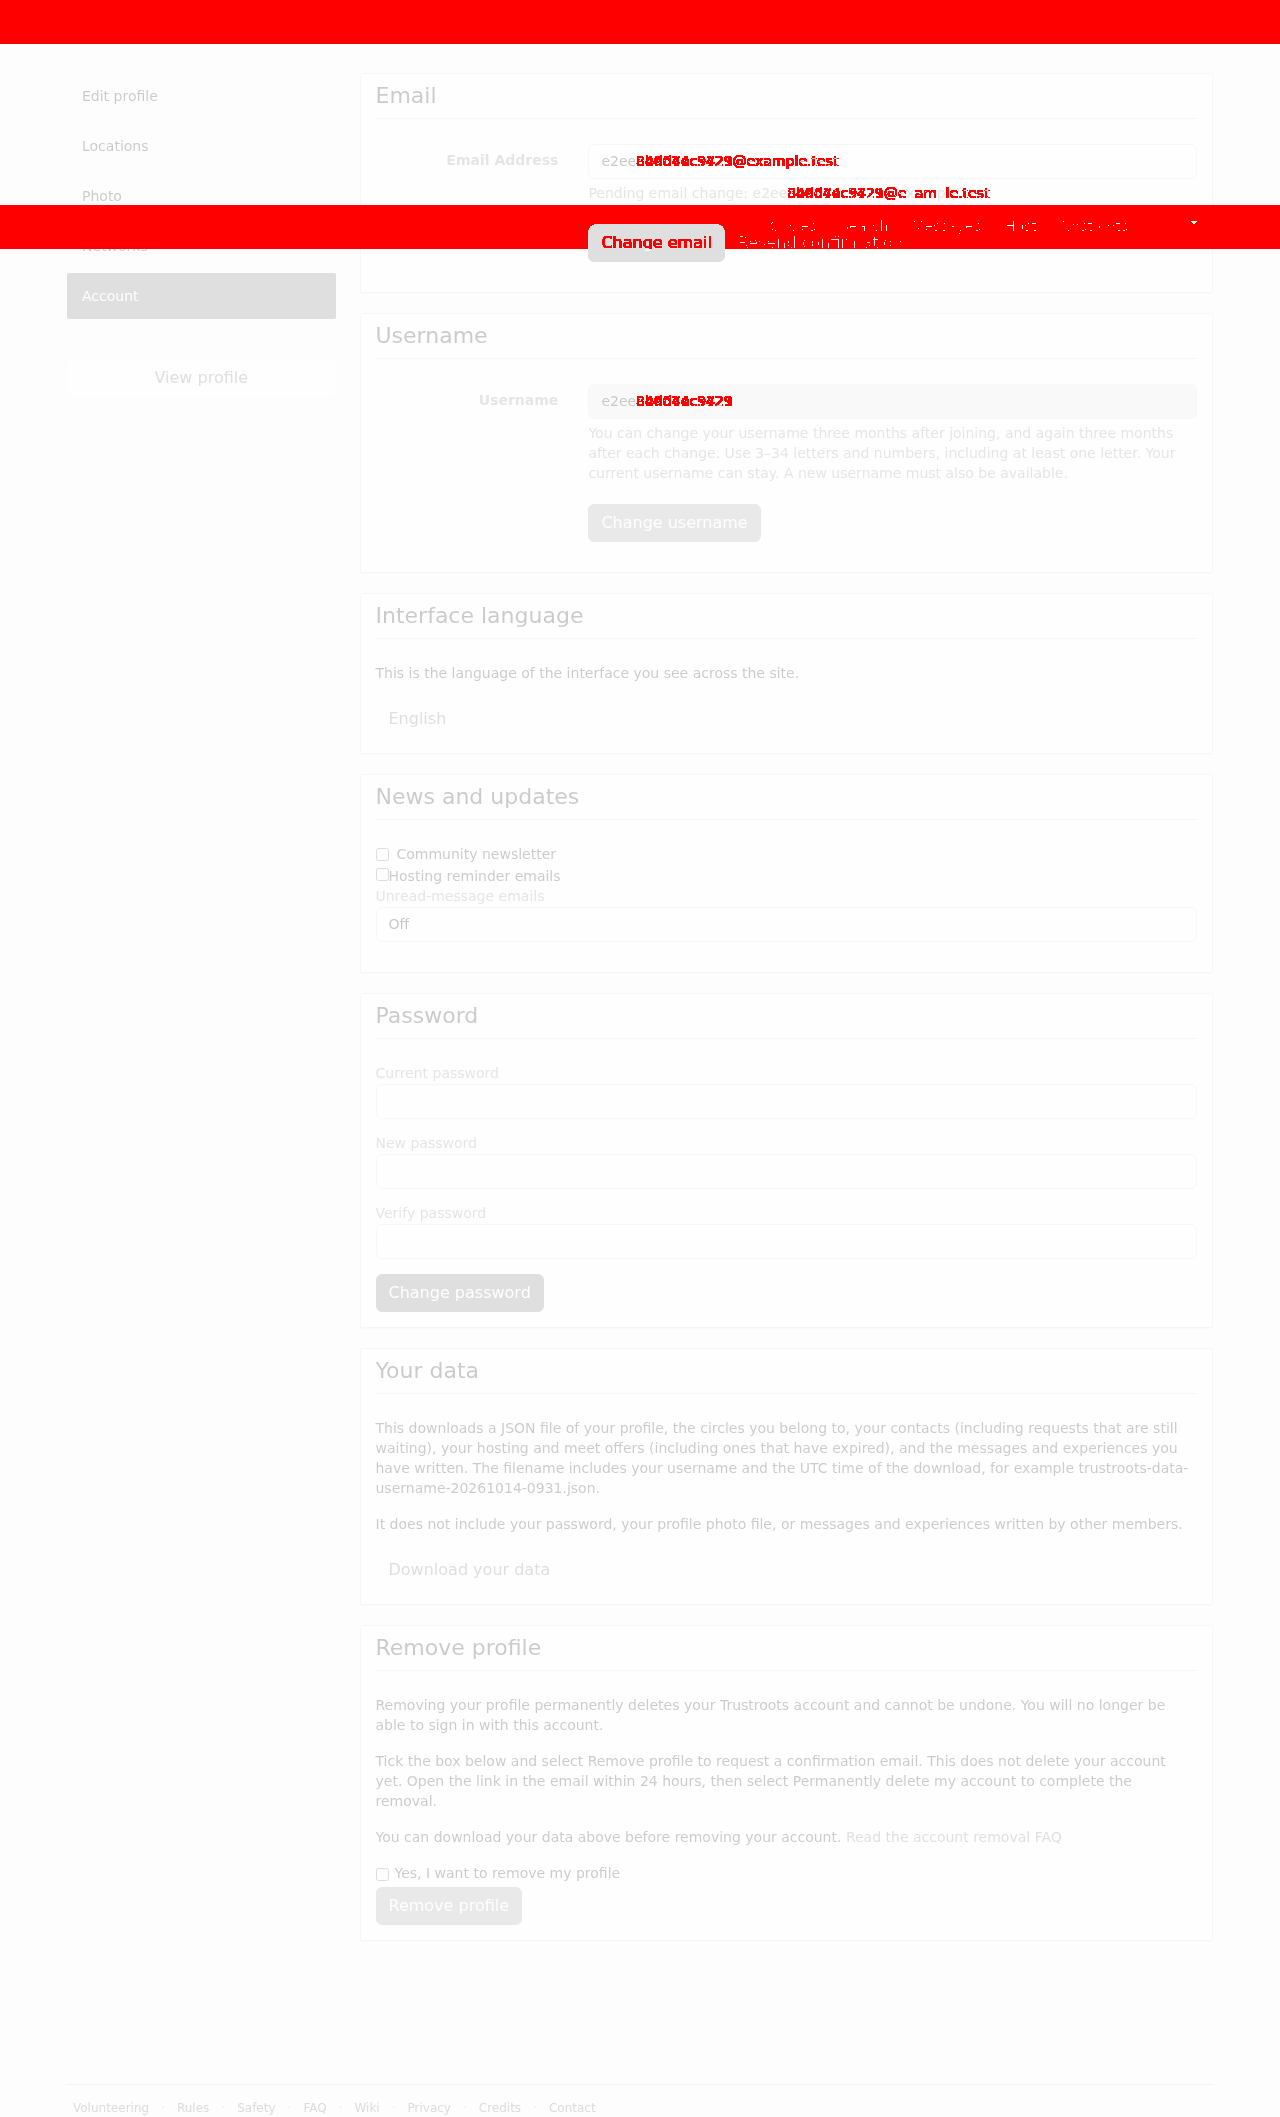 Edit profile
Locations
Photo
Networks
Account
View profile
Email
Email Address
e2ee
Pending email change: e2ee
Change email
Resend confirmation
Username
Username
e2ee
You can change your username three months after joining, and again three months
after each change. Use 3–34 letters and numbers, including at least one letter. Your
current username can stay. A new username must also be available.
Change username
Interface language
This is the language of the interface you see across the site.
English
News and updates
Community newsletter
Hosting reminder emails
Unread-message emails
Off
Password
Current password
New password
Verify password
Change password
Your data
This downloads a JSON file of your profile, the circles you belong to, your contacts (including requests that are still
waiting), your hosting and meet offers (including ones that have expired), and the messages and experiences you
have written. The filename includes your username and the UTC time of the download, for example trustroots-data-
username-20261014-0931.json.
It does not include your password, your profile photo file, or messages and experiences written by other members.
Download your data
Remove profile
Removing your profile permanently deletes your Trustroots account and cannot be undone. You will no longer be
able to sign in with this account.
Tick the box below and select Remove profile to request a confirmation email. This does not delete your account
yet. Open the link in the email within 24 hours, then select Permanently delete my account to complete the
removal.
You can download your data above before removing your account. Read the account removal FAQ
Yes, I want to remove my profile
Remove profile
Volunteering · Rules · Safety · FAQ · Wiki · Privacy · Credits · Contact